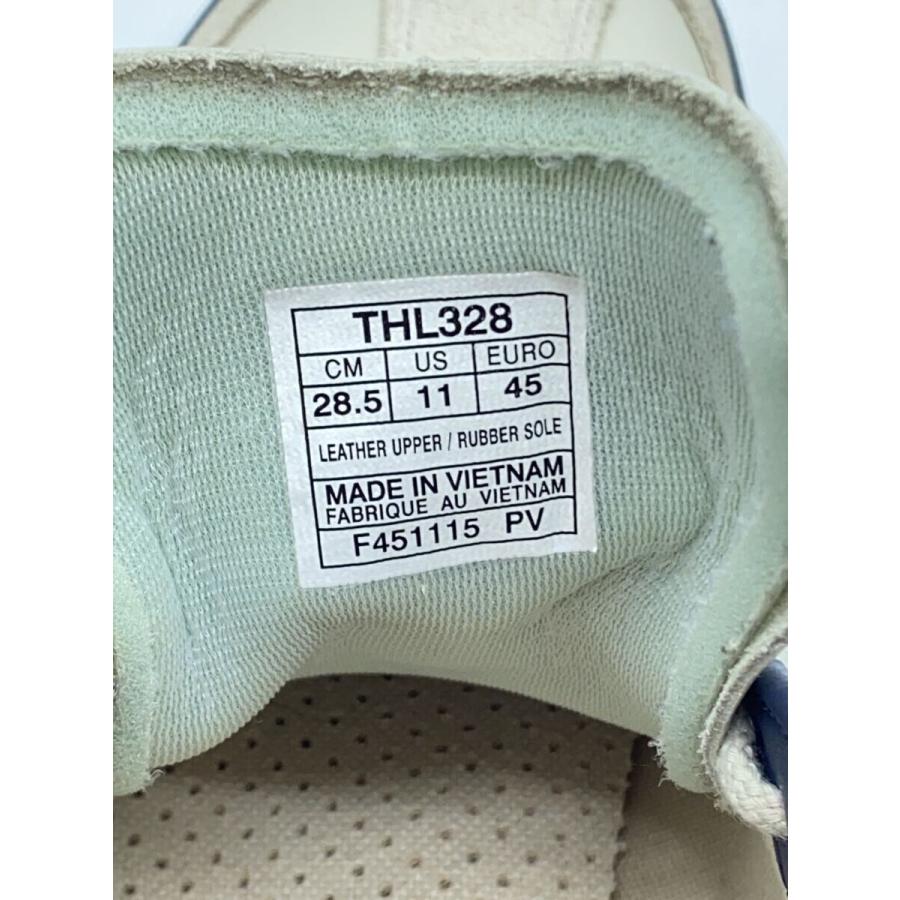 THL328
CM US EURO
28.5 11 45
LEATHER UPPER / RUBBER SOLE
MADE IN VIETNAM
FABRIQUE AU VIETNAM
F451115 PV